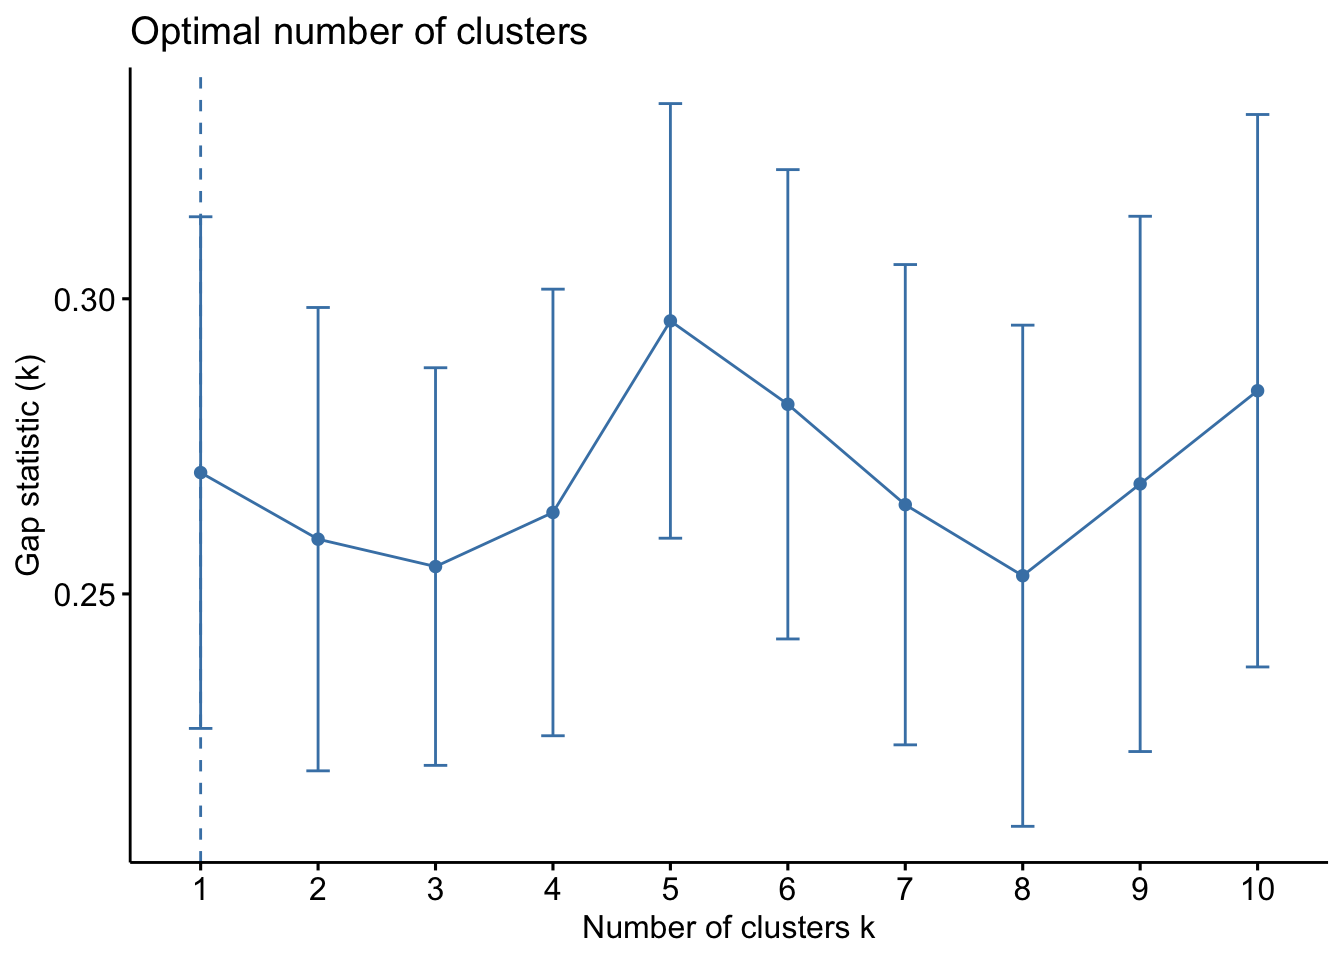 Optimal number of clusters
Gap statistic (k)
0.30
0.25
1 2 3 4 5 6 7 8 9 10
Number of clusters k